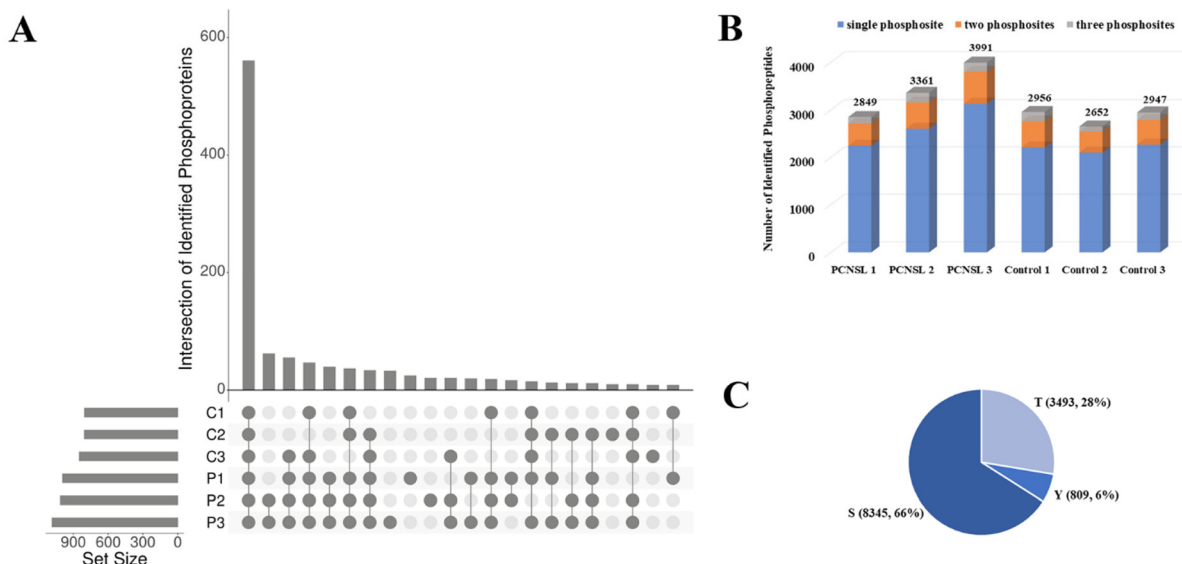 A
Intersection of Identified Phosphoproteins
600
400
200
0
C1
C2
C3
P1
P2
P3
900 600 300 0
Set Size
B
single phosphosite two phosphosites three phosphosites
Number of Identified Phosphopeptides
4000
3000
2000
1000
0
2849
3361
3991
2956
2652
2947
PCNSL 1 PCNSL 2 PCNSL 3 Control 1 Control 2 Control 3
C
T (3493, 28%)
Y (809, 6%)
S (8345, 66%)